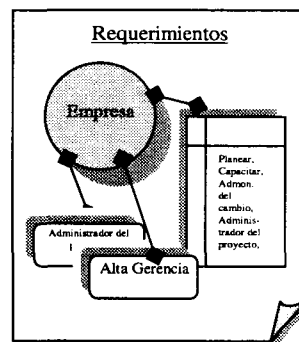 Requerimientos
Empresa
Planear,
Capacitar,
Admon.
del
cambio,
Adminis-
trador del
proyecto,
Administrador del
Alta Gerencia